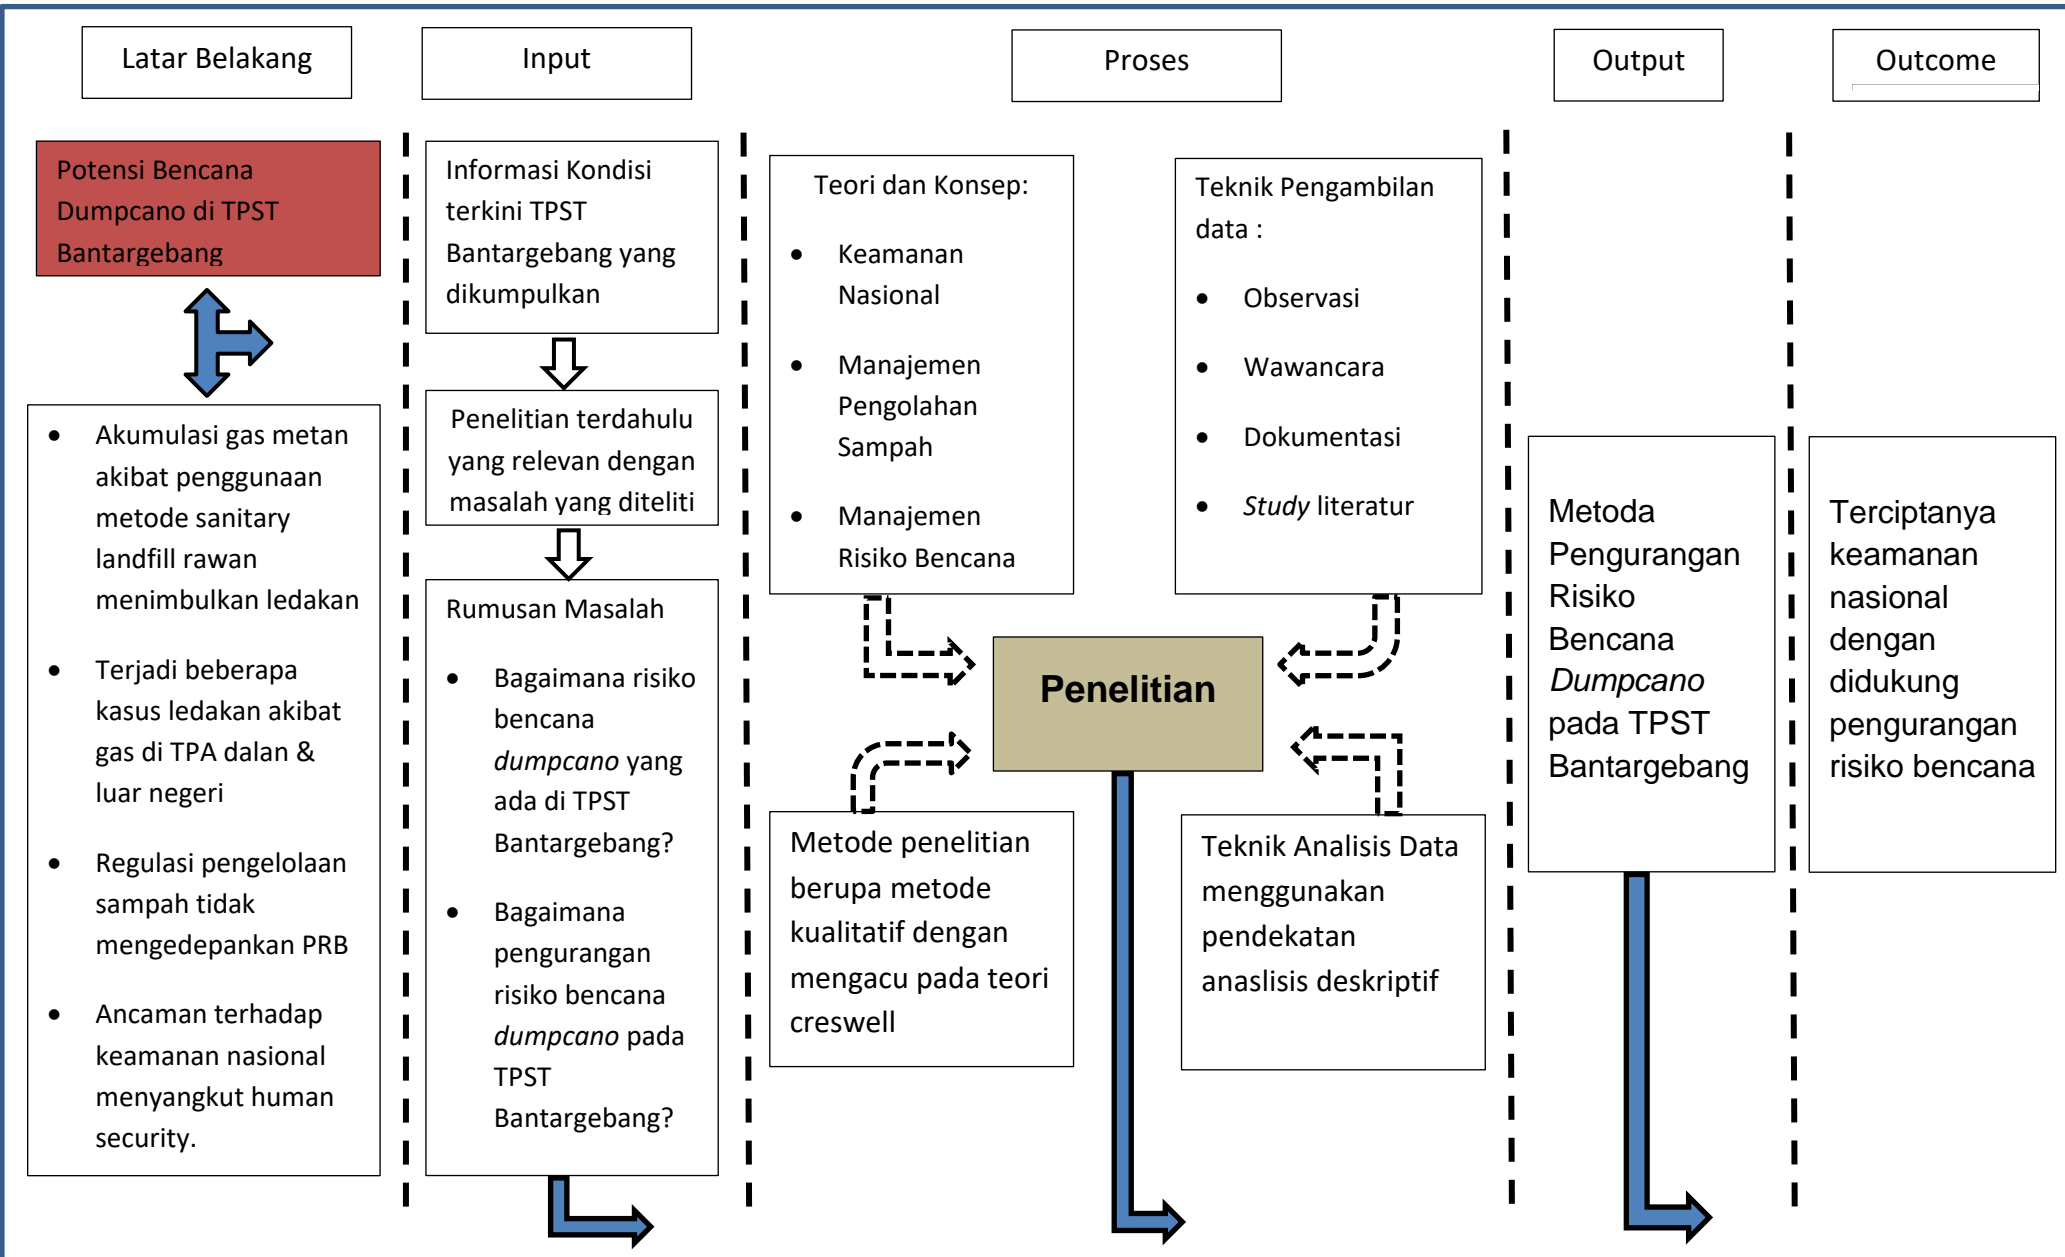 Latar Belakang
Input
Proses
Output
Outcome
Potensi Bencana
Dumpcano di TPST
Bantargebang
• Akumulasi gas metan
akibat penggunaan
metode sanitary
landfill rawan
menimbulkan ledakan
• Terjadi beberapa
kasus ledakan akibat
gas di TPA dalan &
luar negeri
• Regulasi pengelolaan
sampah tidak
mengedepankan PRB
• Ancaman terhadap
keamanan nasional
menyangkut human
security.
Informasi Kondisi
terkini TPST
Bantargebang yang
dikumpulkan
Penelitian terdahulu
yang relevan dengan
masalah yang diteliti
Rumusan Masalah
• Bagaimana risiko
bencana
dumpcano yang
ada di TPST
Bantargebang?
• Bagaimana
pengurangan
risiko bencana
dumpcano pada
TPST
Bantargebang?
Teori dan Konsep:
• Keamanan
Nasional
• Manajemen
Pengolahan
Sampah
• Manajemen
Risiko Bencana
Teknik Pengambilan
data :
• Observasi
• Wawancara
• Dokumentasi
• Study literatur
Penelitian
Metode penelitian
berupa metode
kualitatif dengan
mengacu pada teori
creswell
Teknik Analisis Data
menggunakan
pendekatan
anaslisis deskriptif
Metoda
Pengurangan
Risiko
Bencana
Dumpcano
pada TPST
Bantargebang
Terciptanya
keamanan
nasional
dengan
didukung
pengurangan
risiko bencana